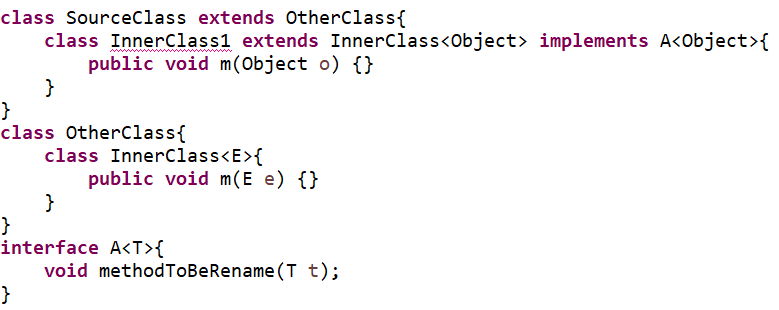 class SourceClass extends OtherClass{
    class InnerClass1 extends InnerClass<Object> implements A<Object>{
        public void m(Object o) {}
    }
}
class OtherClass{
    class InnerClass<E>{
        public void m(E e) {}
    }
}
interface A<T>{
    void methodToBeRename(T t);
}